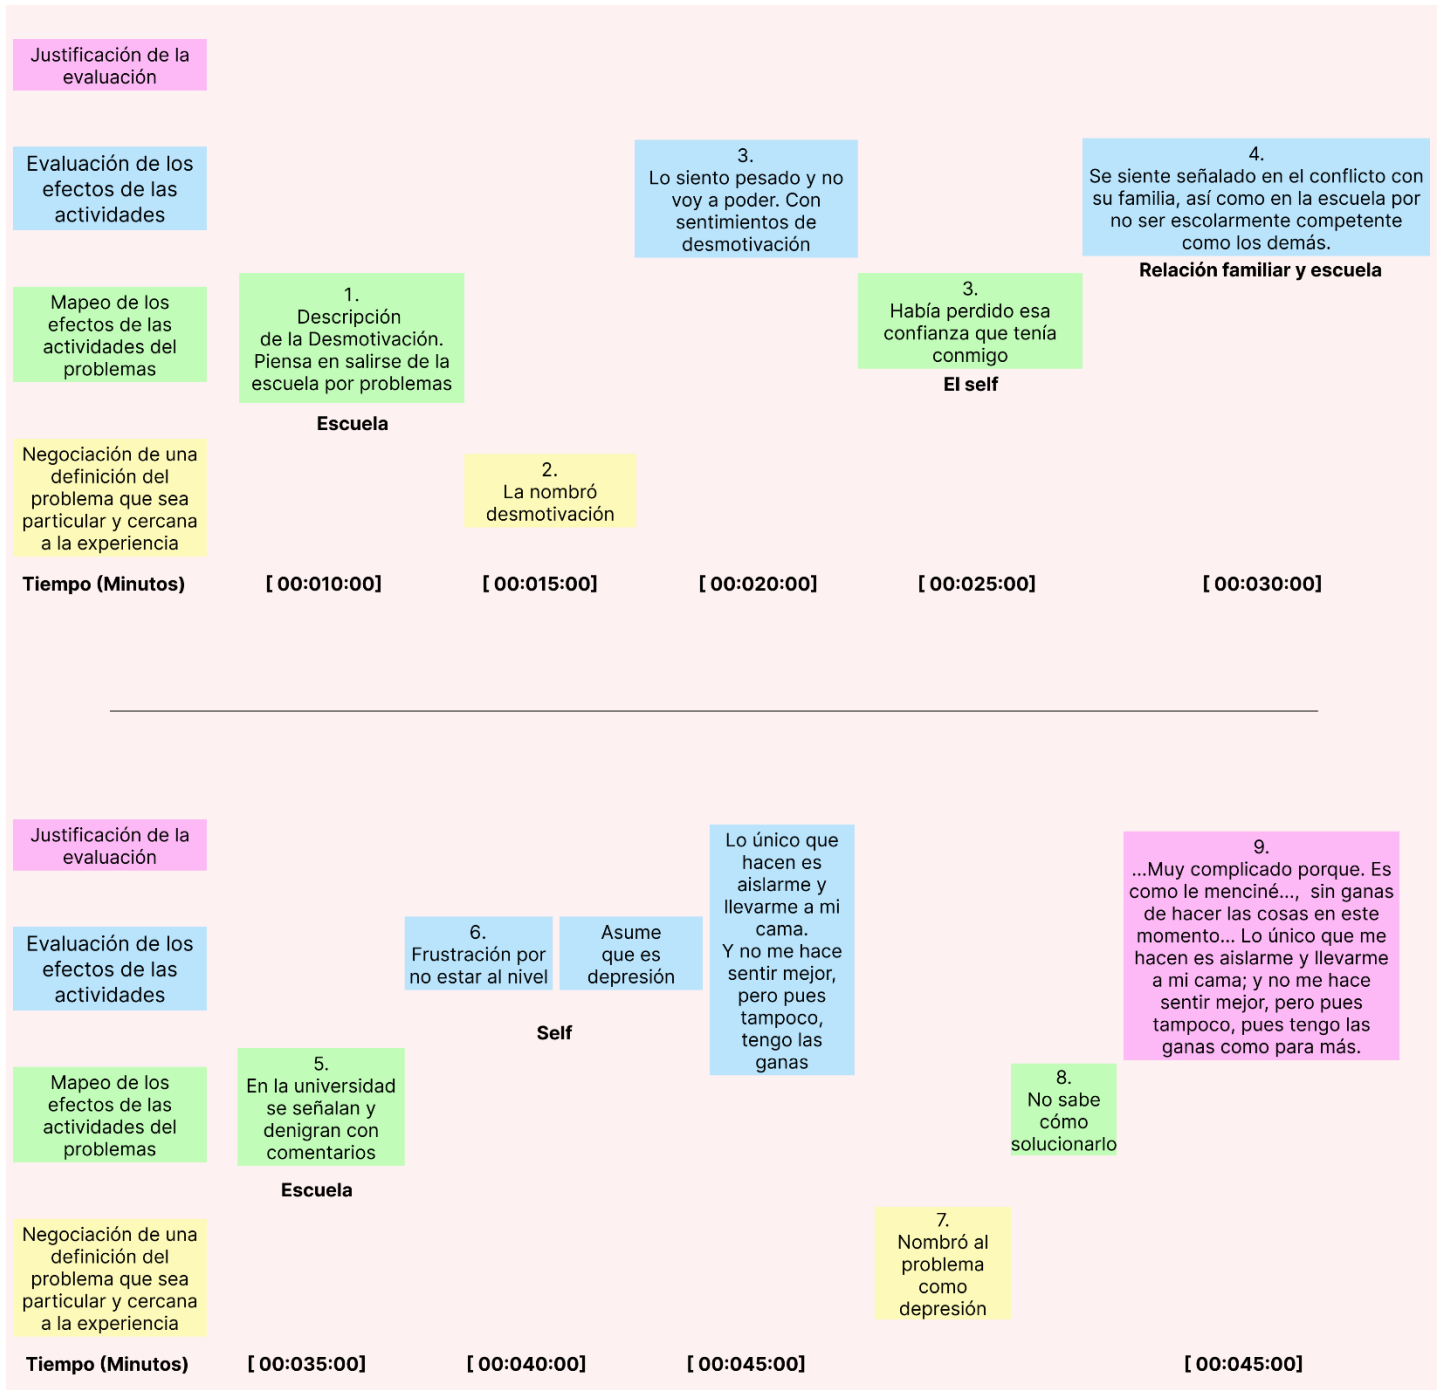 Justificación de la
evaluación
Evaluación de los
efectos de las
actividades
3.
Lo siento pesado y no
voy a poder. Con
sentimientos de
desmotivación
4.
Se siente señalado en el conflicto con
su familia, así como en la escuela por
no ser escolarmente competente
como los demás.
Relación familiar y escuela
Mapeo de los
efectos de las
actividades del
problemas
1.
Descripción
de la Desmotivación.
Piensa en salirse de la
escuela por problemas
Escuela
3.
Había perdido esa
confianza que tenía
conmigo
El self
Negociación de una
definición del
problema que sea
particular y cercana
a la experiencia
2.
La nombró
desmotivación
Tiempo (Minutos)
[ 00:010:00]
[ 00:015:00]
[ 00:020:00]
[ 00:025:00]
[ 00:030:00]
Justificación de la
evaluación
Evaluación de los
efectos de las
actividades
6.
Frustración por
no estar al nivel
Asume
que es
depresión
Self
Lo único que
hacen es
aislarme y
llevarme a mi
cama.
Y no me hace
sentir mejor,
pero pues
tampoco,
tengo las
ganas
9.
...Muy complicado porque. Es
como le menciné..., sin ganas
de hacer las cosas en este
momento... Lo único que me
hacen es aislarme y llevarme
a mi cama; y no me hace
sentir mejor, pero pues
tampoco, pues tengo las
ganas como para más.
Mapeo de los
efectos de las
actividades del
problemas
5.
En la universidad
se señalan y
denigran con
comentarios
Escuela
8.
No sabe
cómo
solucionarlo
Negociación de una
definición del
problema que sea
particular y cercana
a la experiencia
7.
Nombró al
problema
como
depresión
Tiempo (Minutos)
[ 00:035:00]
[ 00:040:00]
[ 00:045:00]
[ 00:045:00]